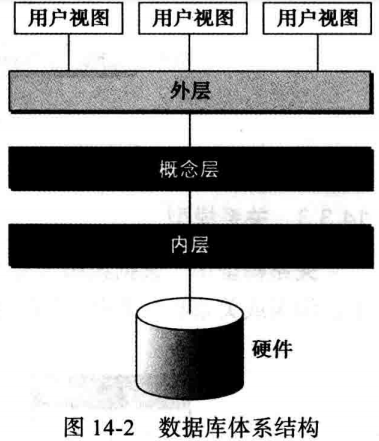 用户视图 用户视图 用户视图
外层
概念层
内层
硬件
图 14-2 数据库体系结构